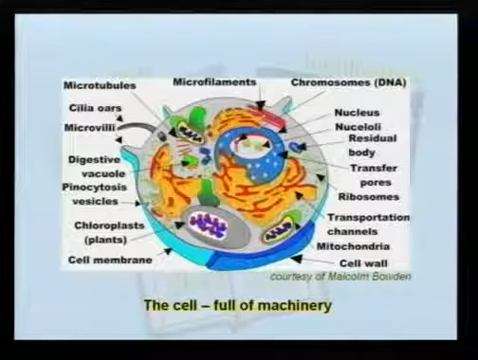 Microtubules
Microfilaments
Chromosomes (DNA)
Cilia oars
Microvilli
Digestive
vacuole
Pinocytosis
vesicles
Chloroplasts
(plants)
Cell membrane
Nucleus
Nuceloli
Residual
body
Transfer
pores
Ribosomes
Transportation
channels
Mitochondria
Cell wall
courtesy of Malcolm Bowden
The cell – full of machinery